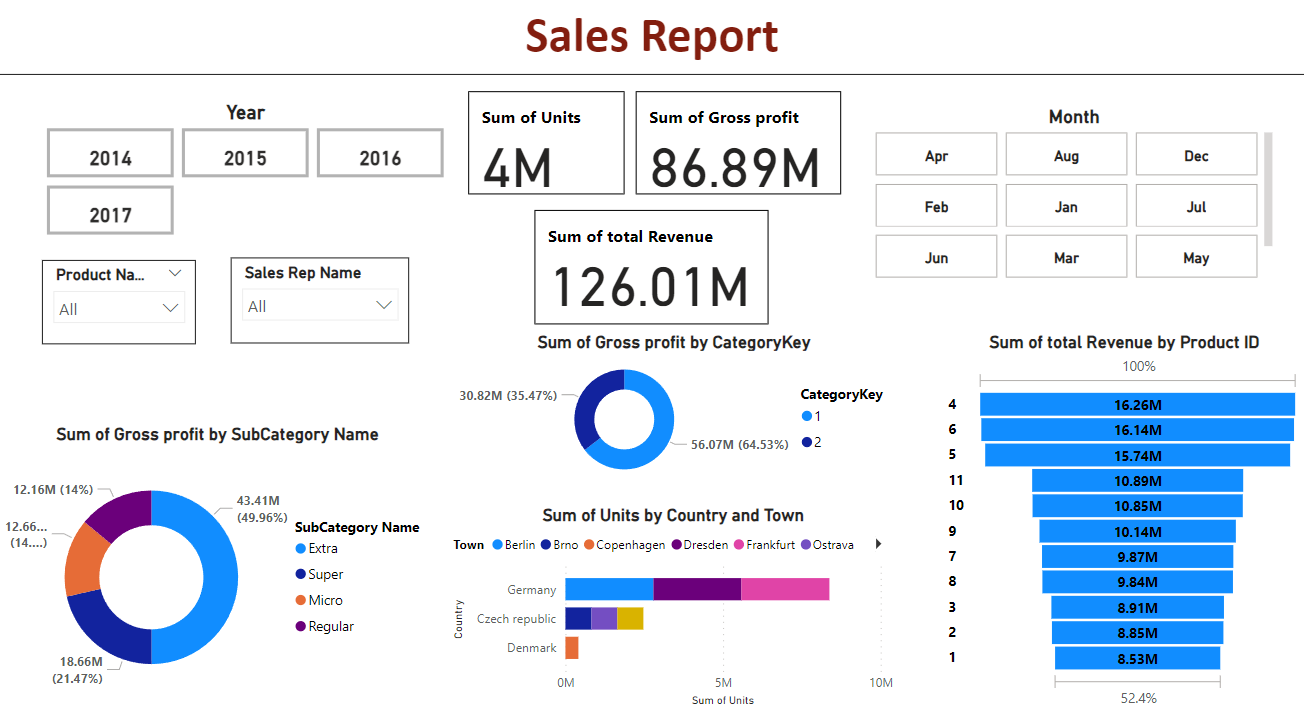 Sales Report
Year
2014
2015
2016
2017
Product Na...
All
Sales Rep Name
All
Sum of Units
4M
Sum of Gross profit
86.89M
Sum of total Revenue
126.01M
Month
Apr
Aug
Dec
Feb
Jan
Jul
Jun
Mar
May
Sum of Gross profit by SubCategory Name
12.16M (14%)
12.66...
(14....)
43.41M
(49.96%)
18.66M
(21.47%)
SubCategory Name
Extra
Super
Micro
Regular
Sum of Gross profit by CategoryKey
30.82M (35.47%)
56.07M (64.53%)
CategoryKey
1
2
Sum of Units by Country and Town
Town Berlin Brno Copenhagen Dresden Frankfurt Ostrava
Country
Germany
Czech republic
Denmark
0M 5M 10M
Sum of Units
Sum of total Revenue by Product ID
100%
4 16.26M
6 16.14M
5 15.74M
11 10.89M
10 10.85M
9 10.14M
7 9.87M
8 9.84M
3 8.91M
2 8.85M
1 8.53M
52.4%